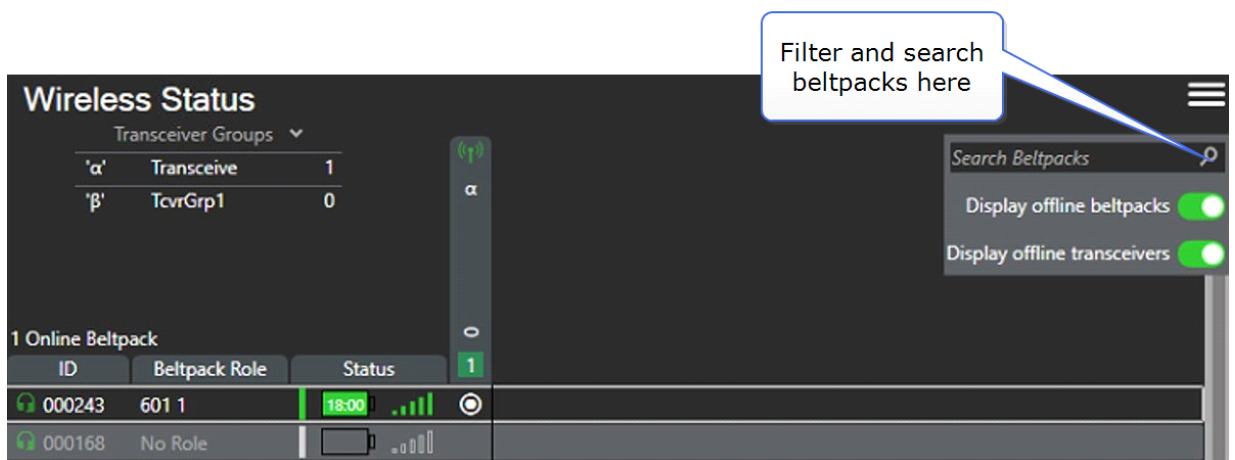 Filter and search
beltpacks here
Wireless Status
Transceiver Groups
'α' Transceive 1
'β' TcvrGrp1 0
α
Search Beltpacks
Display offline beltpacks
Display offline transceivers
1 Online Beltpack
0
ID Beltpack Role Status 1
000243 601 1 18:00
000168 No Role